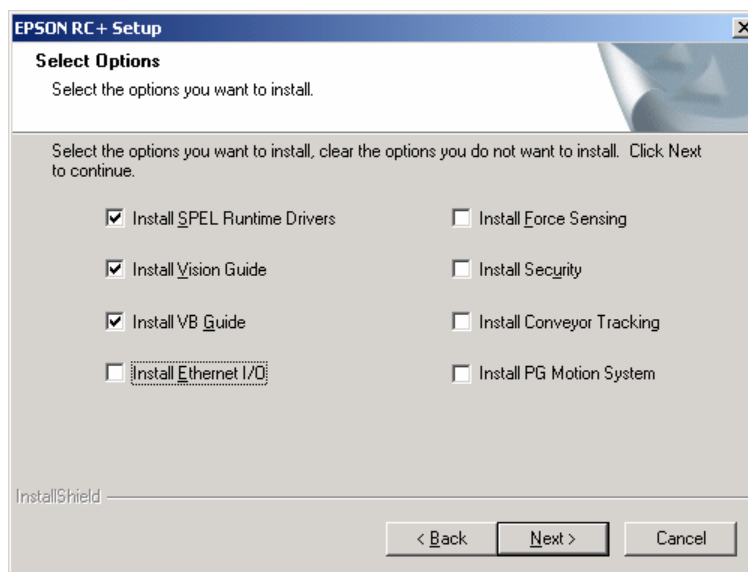 EPSON RC+ Setup
Select Options
Select the options you want to install.
Select the options you want to install, clear the options you do not want to install. Click Next
to continue.
Install SPEL Runtime Drivers
Install Force Sensing
Install Vision Guide
Install Security
Install VB Guide
Install Conveyor Tracking
Install Ethernet I/O
Install PG Motion System
InstallShield
< Back
Next >
Cancel